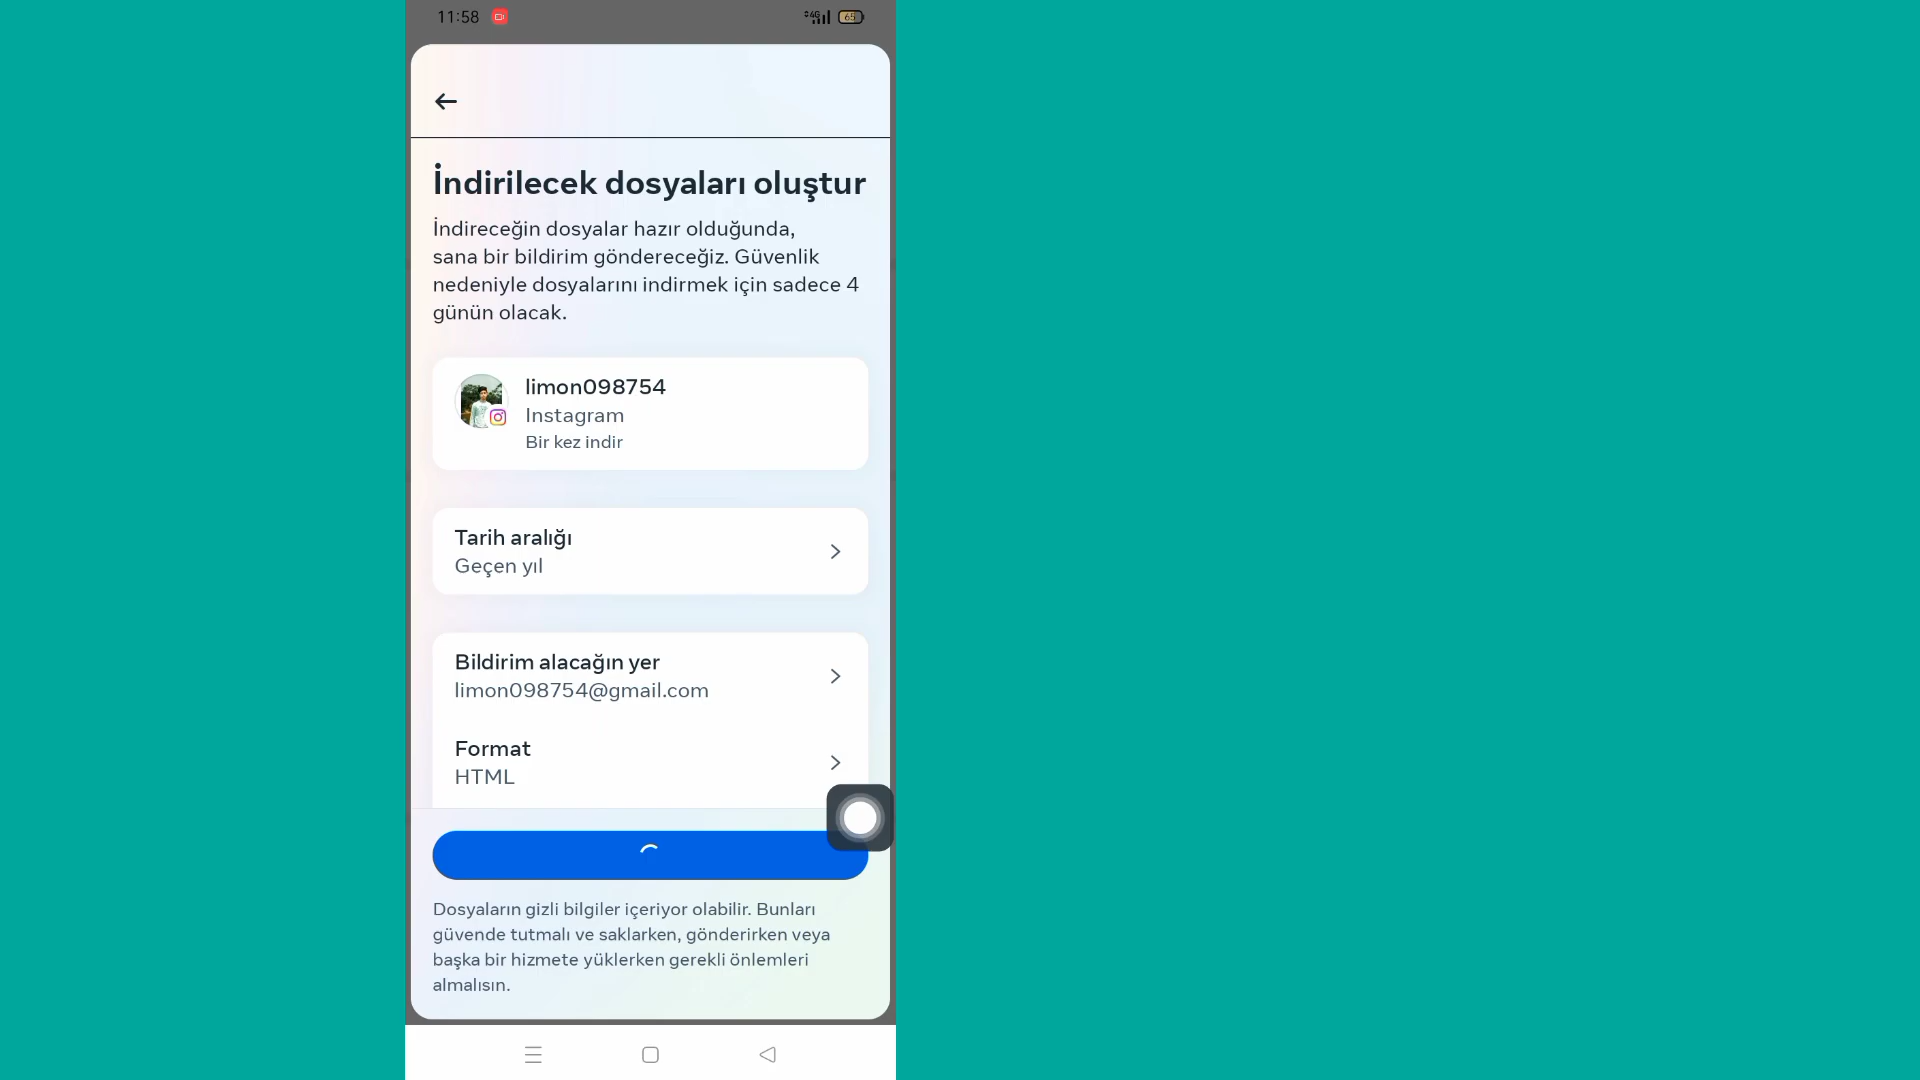 11:58
4G
65
İndirilecek dosyaları oluştur
İndireceğin dosyalar hazır olduğunda,
sana bir bildirim göndereceğiz. Güvenlik
nedeniyle dosyalarını indirmek için sadece 4
günün olacak.
limon098754
Instagram
Bir kez indir
Tarih aralığı
Geçen yıl
Bildirim alacağın yer
limon098754@gmail.com
Format
HTML
Dosyaların gizli bilgiler içeriyor olabilir. Bunları
güvende tutmalı ve saklarken, gönderirken veya
başka bir hizmete yüklerken gerekli önlemleri
almalısın.